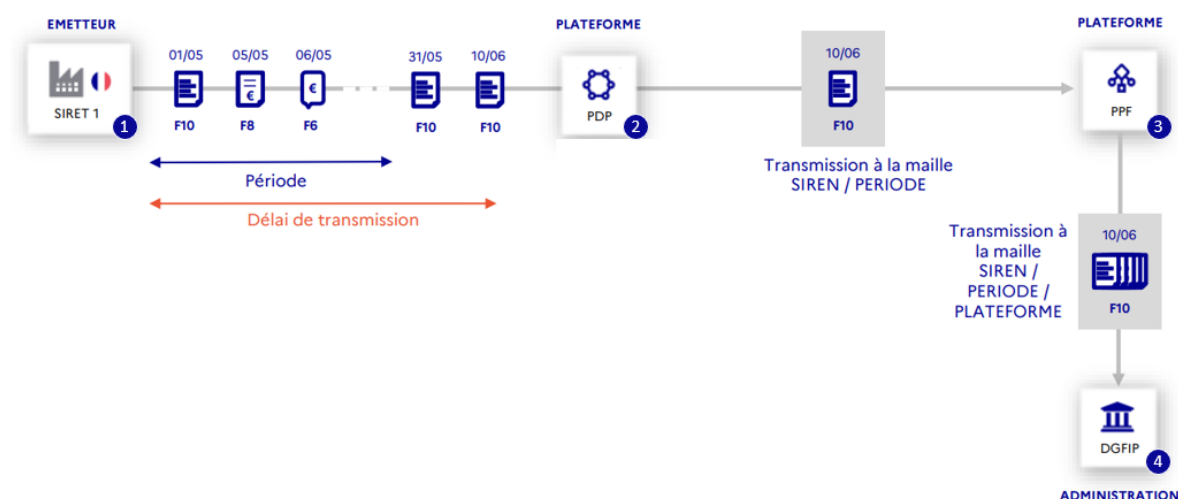 EMETTEUR
PLATEFORME
PLATEFORME
01/05 05/05 06/05 31/05 10/06
10/06
€
€
SIRET 1
1
F10 F8 F6 F10 F10
PDP
2
F10
PPF
3
Période
Délai de transmission
Transmission à la maille
SIREN / PERIODE
Transmission à
la maille
SIREN /
PERIODE /
PLATEFORME
10/06
F10
DGFIP
4
ADMINISTRATION